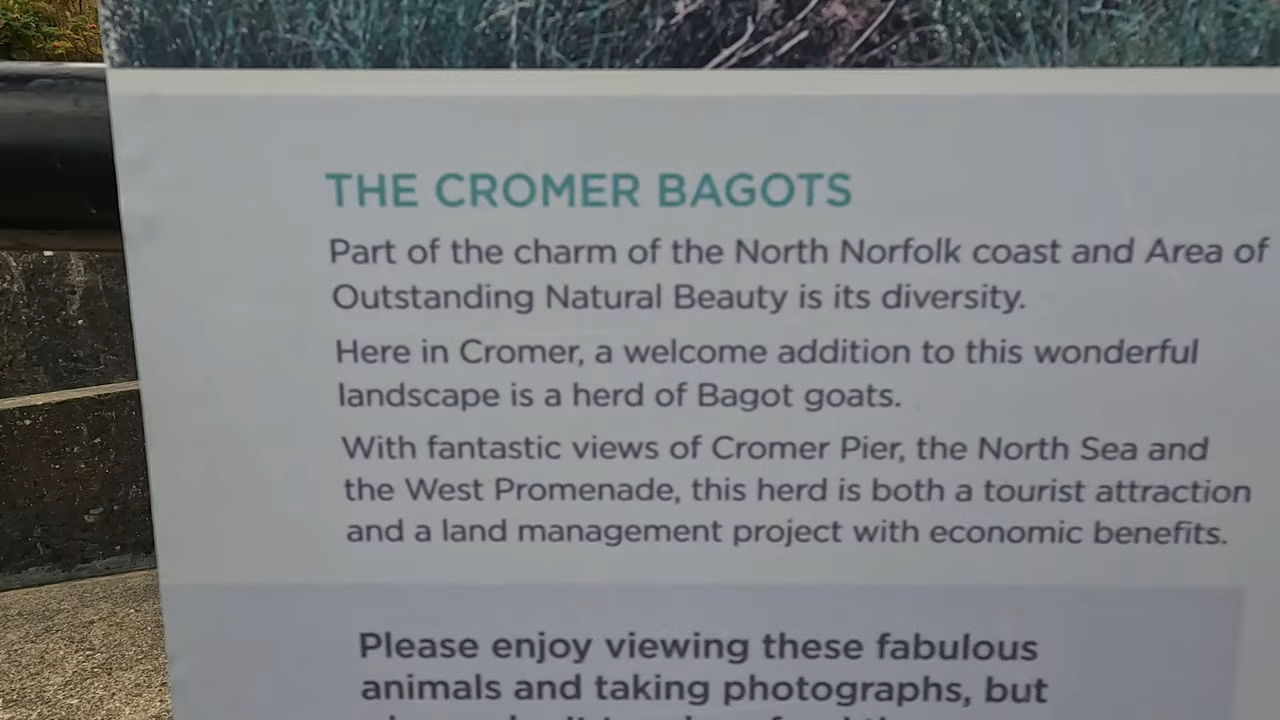 THE CROMER BAGOTS
Part of the charm of the North Norfolk coast and Area of
Outstanding Natural Beauty is its diversity.
Here in Cromer, a welcome addition to this wonderful
landscape is a herd of Bagot goats.
With fantastic views of Cromer Pier, the North Sea and
the West Promenade, this herd is both a tourist attraction
and a land management project with economic benefits.
Please enjoy viewing these fabulous
animals and taking photographs, but